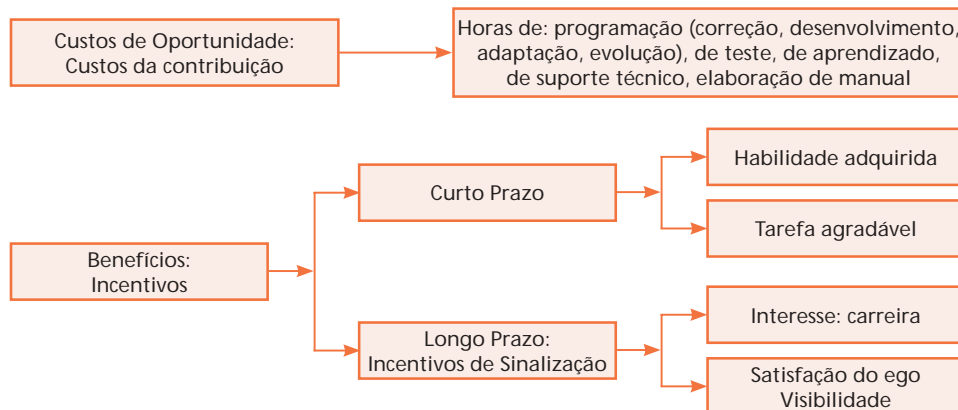 Custos de Oportunidade:
Custos da contribuição
Horas de: programação (correção, desenvolvimento,
adaptação, evolução), de teste, de aprendizado,
de suporte técnico, elaboração de manual
Benefícios:
Incentivos
Curto Prazo
Habilidade adquirida
Tarefa agradável
Longo Prazo:
Incentivos de Sinalização
Interesse: carreira
Satisfação do ego
Visibilidade